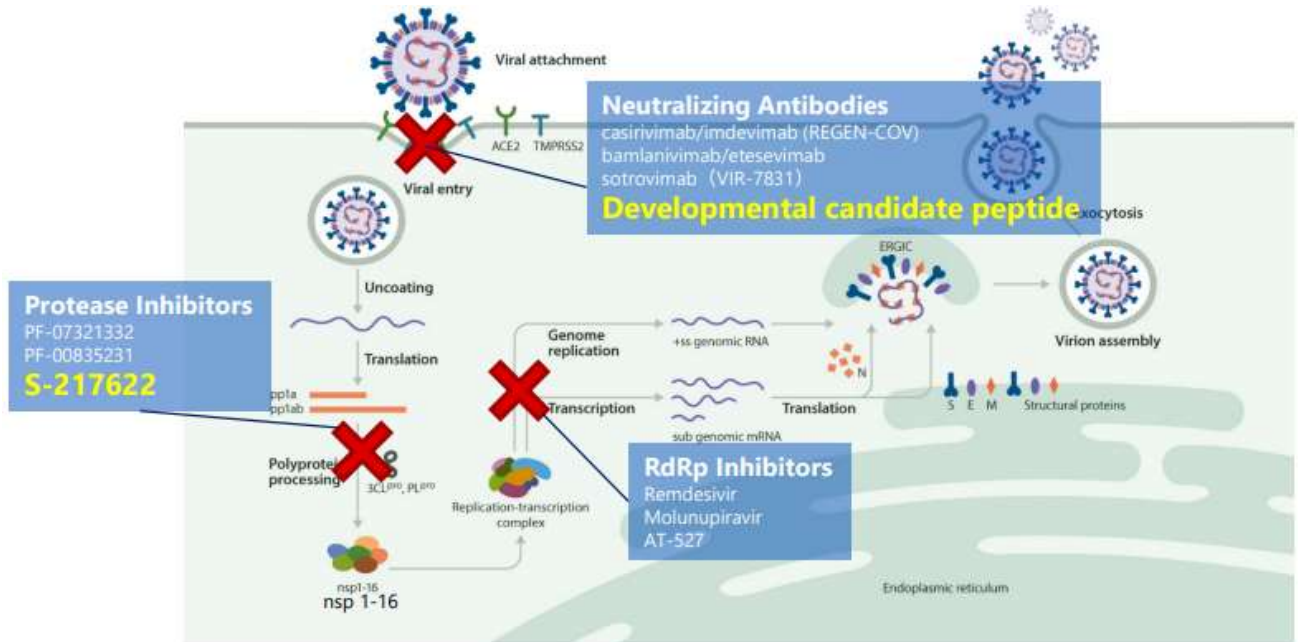 Viral attachment
Neutralizing Antibodies
casirivimab/imdevimab (REGEN-COV)
bamlanivimab/etesevimab
sotrovimab（VIR-7831）
Developmental candidate peptide
ACE2
TMPRSS2
Viral entry
xocytosis
ERGIC
Uncoating
Protease Inhibitors
PF-07321332
PF-00835231
S-217622
Genome
replication
+ss genomic RNA
Virion assembly
Translation
N
pp1a
pp1ab
Transcription
Translation
S E M
Structural proteins
sub genomic mRNA
Polyprotei
processing
3CLpro, PLpro
RdRp Inhibitors
Remdesivir
Molunupiravir
AT-527
Replication-transcription
complex
nsp1-16
nsp 1-16
Endoplasmic reticulum